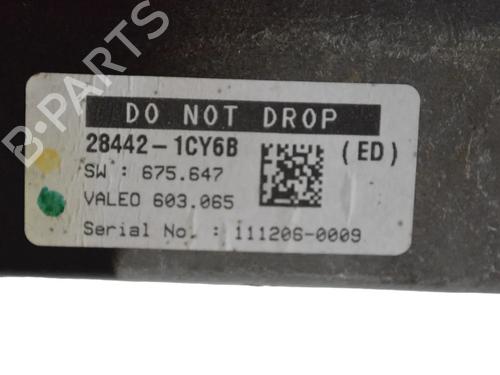 B-PARTS
DO NOT DROP
28442-1CY6B (ED)
SW : 675.647
VALEO 603.065
Serial No. : 111206-0009